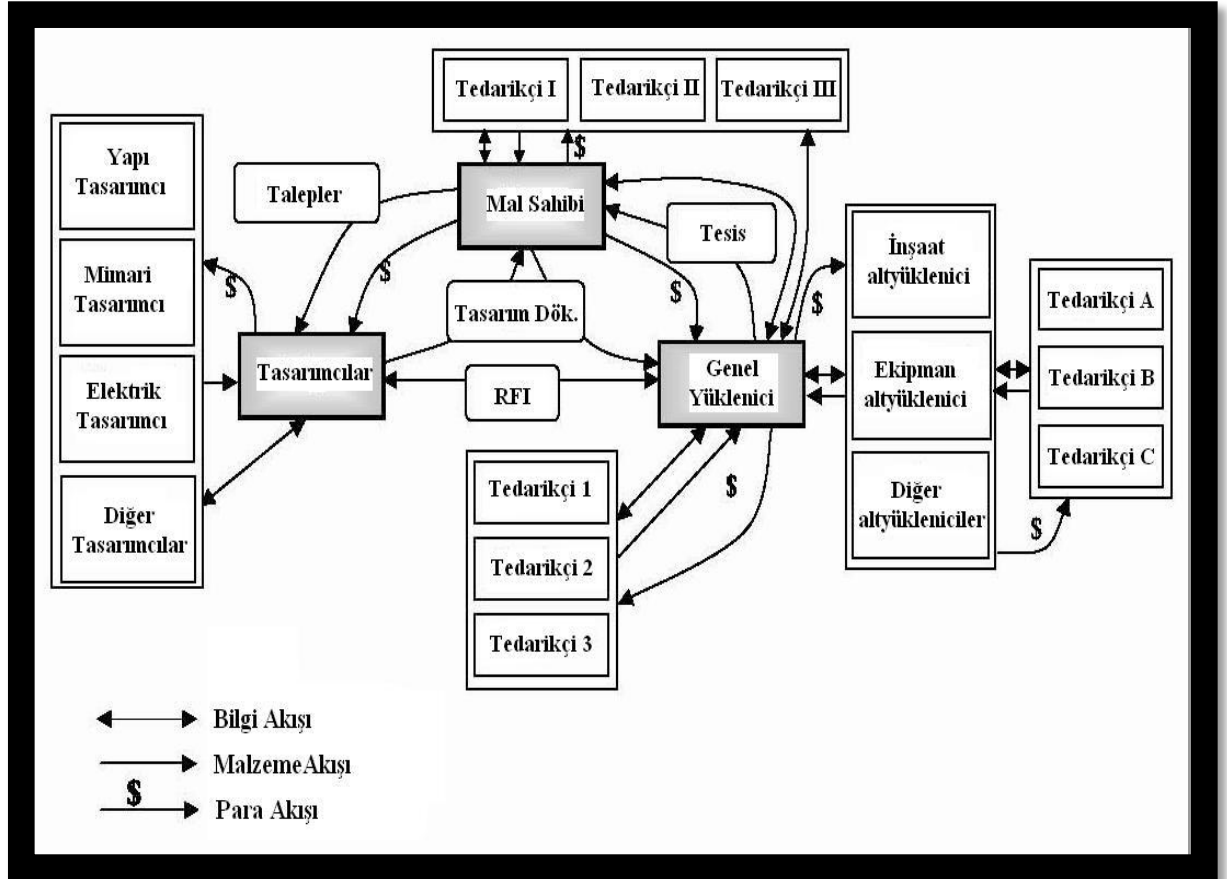 Tedarikçi I
Tedarikçi II
Tedarikçi III
Yapı
Tasarımcı
Mimari
Tasarımcı
Elektrik
Tasarımcı
Diğer
Tasarımcılar
Talepler
$
Mal Sahibi
Tesis
$
$
$
Tasarım Dök.
Tasarımcılar
RFI
Genel
Yüklenici
$
İnşaat
altyüklenici
Ekipman
altyüklenici
Diğer
altyükleniciler
Tedarikçi A
Tedarikçi B
Tedarikçi C
$
Tedarikçi 1
Tedarikçi 2
Tedarikçi 3
$
Bilgi Akışı
MalzemeAkışı
$
Para Akışı